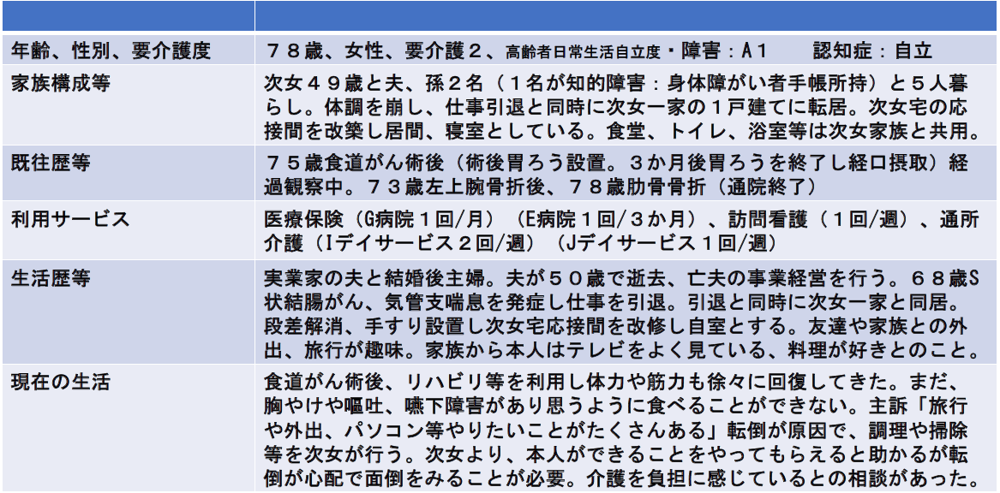 年齢、性別、要介護度
７８歳、女性、要介護２、高齢者日常生活自立度・障害：A１　　認知症：自立
家族構成等
次女４９歳と夫、孫２名（１名が知的障害：身体障がい者手帳所持）と５人暮
らし。体調を崩し、仕事引退と同時に次女一家の１戸建てに転居。次女宅の応
接間を改築し居間、寝室としている。食堂、トイレ、浴室等は次女家族と共用。
既往歴等
７５歳食道がん術後（術後胃ろう設置。３か月後胃ろうを終了し経口摂取）経
過観察中。７３歳左上腕骨折後、７８歳肋骨骨折（通院終了）
利用サービス
医療保険（G病院１回/月）（E病院１回/３か月）、訪問看護（１回/週）、通所
介護（Iデイサービス２回/週）（Jデイサービス１回/週）
生活歴等
実業家の夫と結婚後主婦。夫が５０歳で逝去、亡夫の事業経営を行う。６８歳S
状結腸がん、気管支喘息を発症し仕事を引退。引退と同時に次女一家と同居。
段差解消、手すり設置し次女宅応接間を改修し自室とする。友達や家族との外
出、旅行が趣味。家族から本人はテレビをよく見ている、料理が好きとのこと。
現在の生活
食道がん術後、リハビリ等を利用し体力や筋力も徐々に回復してきた。まだ、
胸やけや嘔吐、嚥下障害があり思うように食べることができない。主訴「旅行
や外出、パソコン等やりたいことがたくさんある」転倒が原因で、調理や掃除
等を次女が行う。次女より、本人ができることをやってもらえると助かるが転
倒が心配で面倒をみることが必要。介護を負担に感じているとの相談があった。